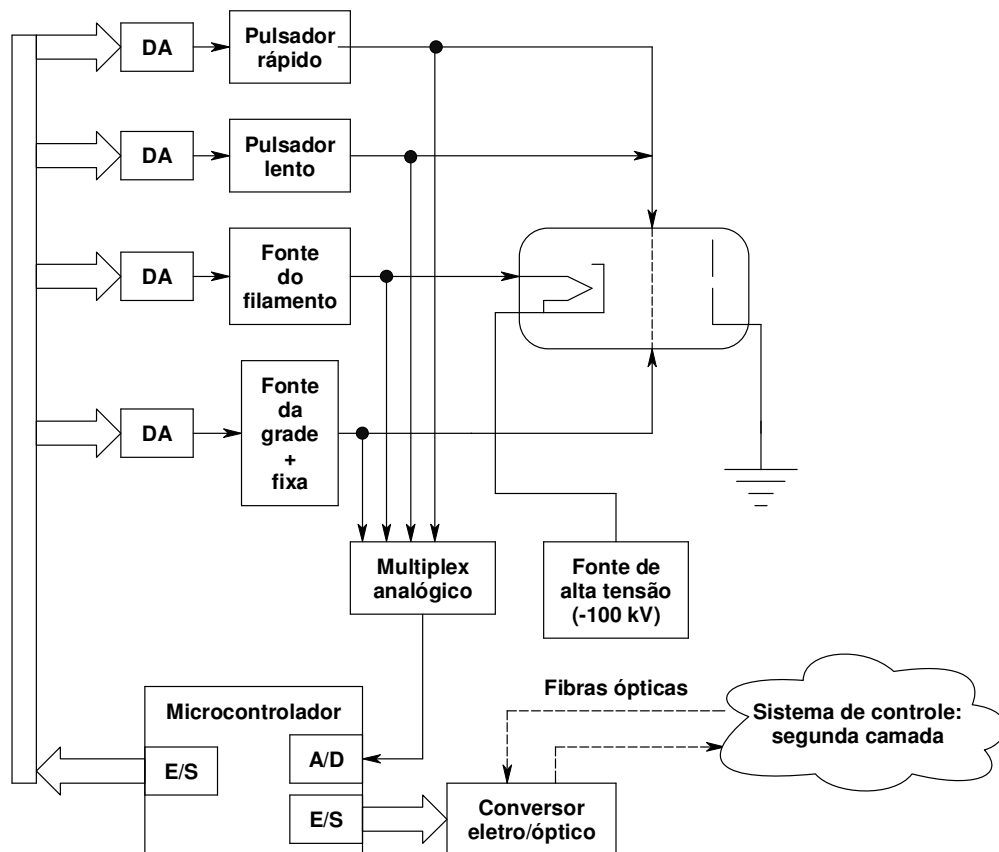 DA
Pulsador
rápido
DA
Pulsador
lento
DA
Fonte
do
filamento
DA
Fonte
da
grade
+
fixa
Multiplex
analógico
Fonte de
alta tensão
(-100 kV)
Microcontrolador
E/S
A/D
E/S
Conversor
eletro/óptico
Fibras ópticas
Sistema de controle:
segunda camada